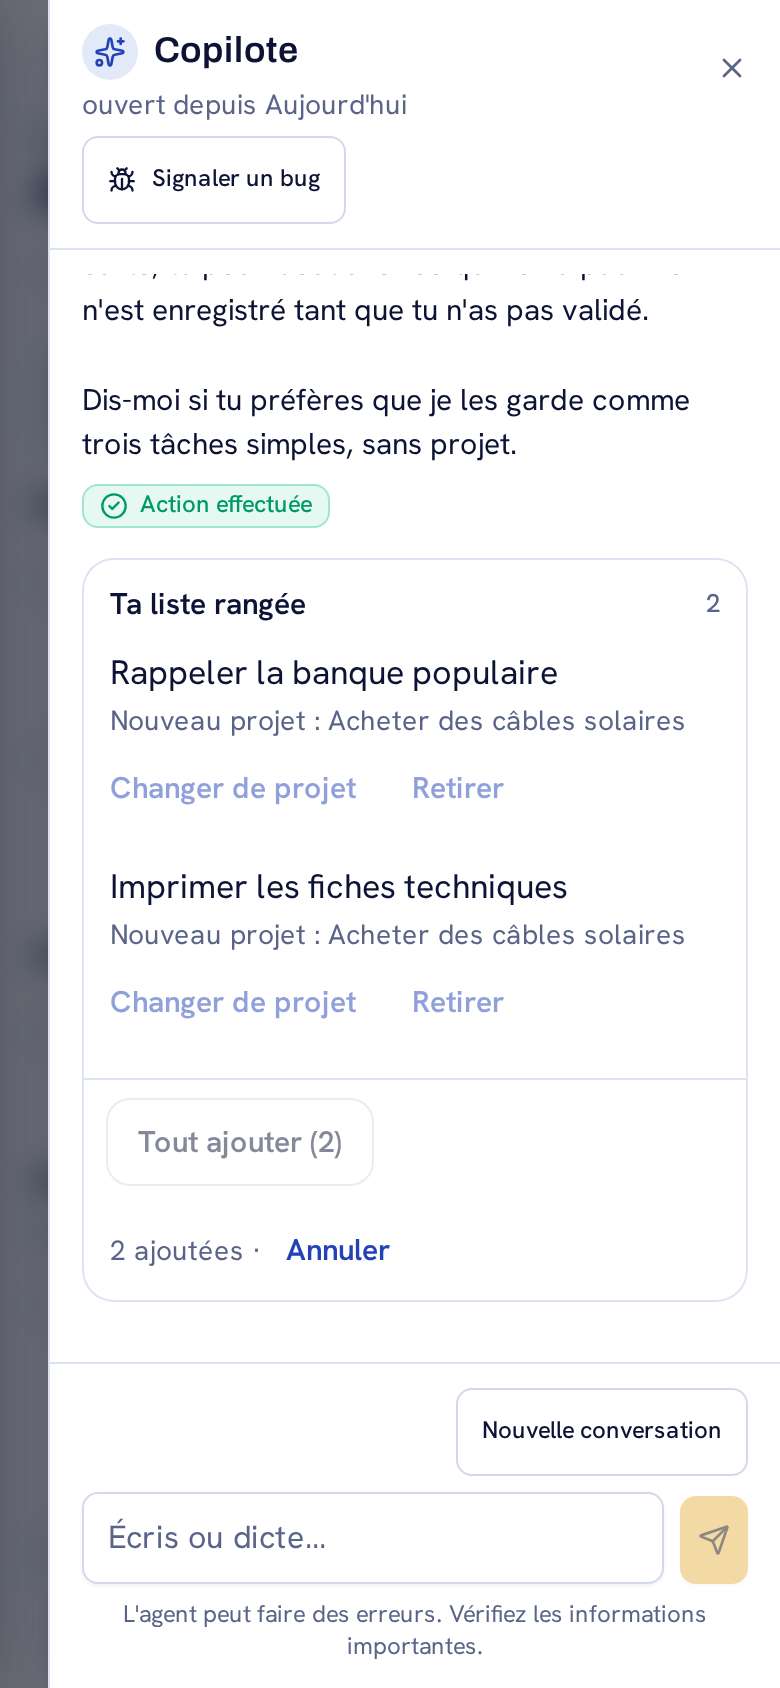 Copilote
ouvert depuis Aujourd'hui
Signaler un bug
n'est enregistré tant que tu n'as pas validé.
Dis-moi si tu préfères que je les garde comme
trois tâches simples, sans projet.
Action effectuée
Ta liste rangée 2
Rappeler la banque populaire
Nouveau projet : Acheter des câbles solaires
Changer de projet Retirer
Imprimer les fiches techniques
Nouveau projet : Acheter des câbles solaires
Changer de projet Retirer
Tout ajouter (2)
2 ajoutées · Annuler
Nouvelle conversation
Écris ou dicte...
L'agent peut faire des erreurs. Vérifiez les informations
importantes.